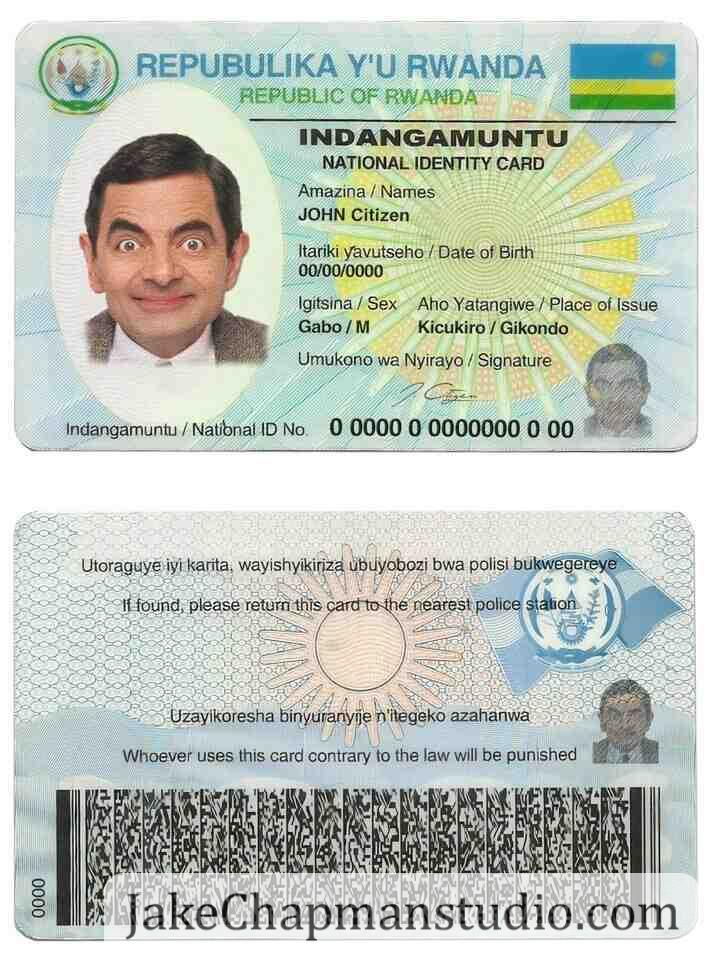 REPUBULIKA Y'U RWANDA
REPUBLIC OF RWANDA
INDANGAMUNTU
NATIONAL IDENTITY CARD
Amazina / Names
JOHN Citizen
Itariki yavutseho / Date of Birth
00/00/0000
Igitsina / Sex Aho Yatangiwe / Place of Issue
Gabo / M Kicukiro / Gikondo
Umukono wa Nyirayo / Signature
Indangamuntu / National ID No. 0 0000 0 0000000 0 00
Utoraguye iyi karita, wayishyikiriza ubuyobozi bwa polisi bukwegereye
If found, please return this card to the nearest police station
Uzayikoresha binyuranyije n'itegeko azahanwa
Whoever uses this card contrary to the law will be punished
0000
JakeChapmanstudio.com